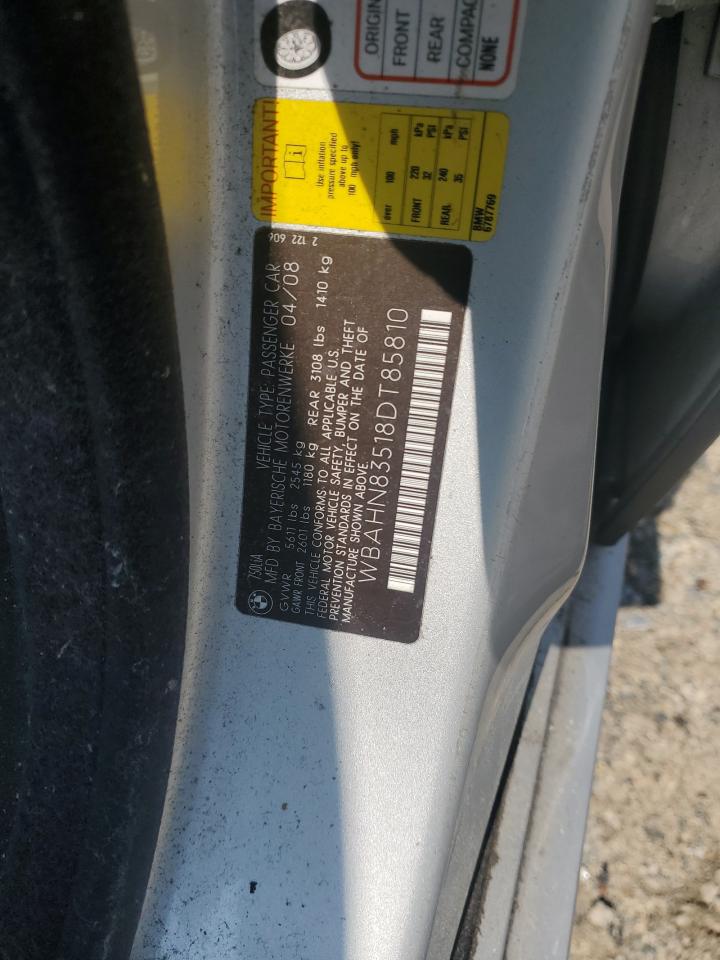 ORIGIN
FRONT
REAR
COMPAC
NONE
IMPORTANT!
i
Use inflation
pressure specified
above up to
100 mph only!
over 100 mph
kPa PSI
FRONT 220 32
kPa PSI
REAR 240 35
BMW
6787769
2 122 606
750LIA VEHICLE TYPE: PASSENGER CAR
MFD BY BAYERISCHE MOTORENWERKE 04/08
GVWR 5611 lbs 2545 kg
GAWR FRONT 2601 lbs 1180 kg REAR 3108 lbs 1410 kg
THIS VEHICLE CONFORMS TO ALL APPLICABLE U.S.
FEDERAL MOTOR VEHICLE SAFETY, BUMPER AND THEFT
PREVENTION STANDARDS IN EFFECT ON THE DATE OF
MANUFACTURE SHOWN ABOVE.
WBAHN83518DT85810